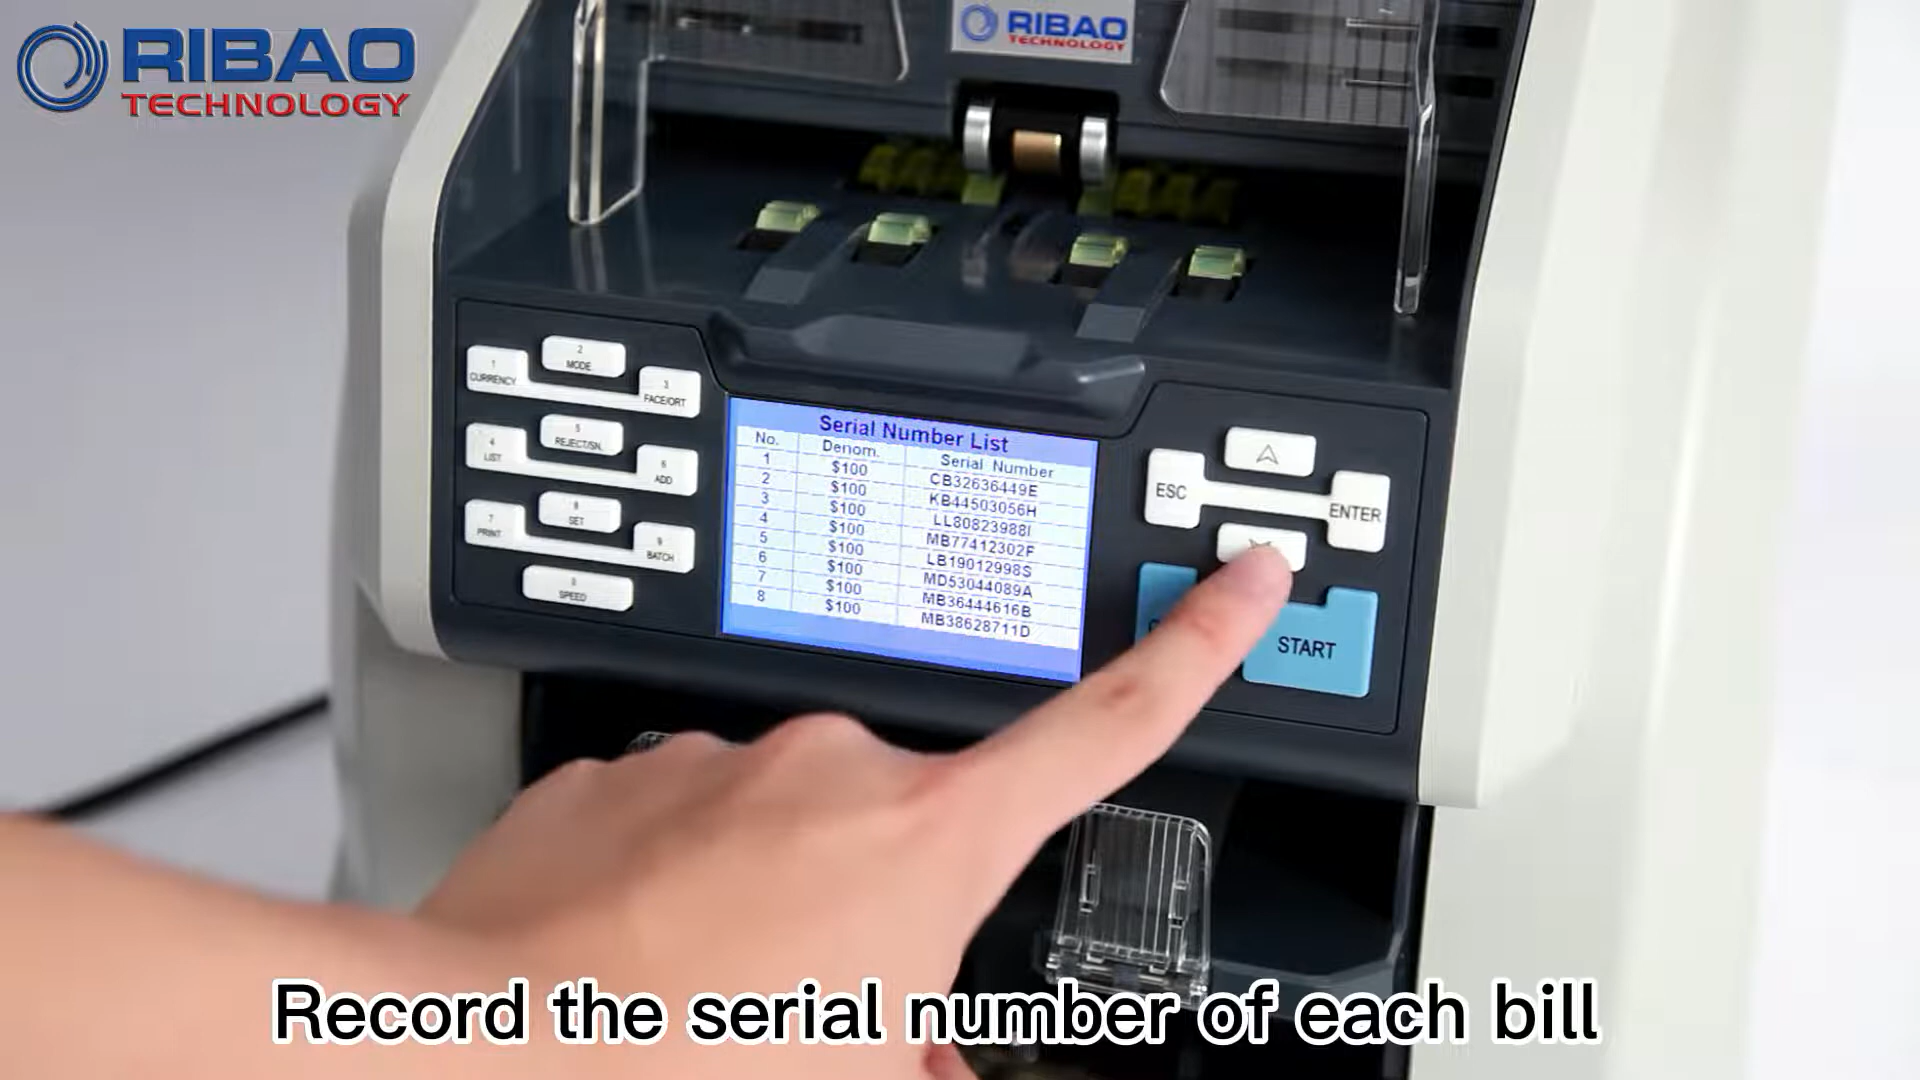 RIBAO
TECHNOLOGY
RIBAO
TECHNOLOGY
1
CURRENCY
2
MODE
3
FACE/ORT
4
LIST
5
REJECT/SN.
6
ADD
7
PRINT
8
SET
9
BATCH
SPEED
Serial Number List
No. Denom. Serial Number
1 $100 CB32636449E
2 $100 KB44503056H
3 $100 LL80823988I
4 $100 MB77412302F
5 $100 LB19012998S
6 $100 MD53044089A
7 $100 MB36444616B
8 $100 MB38628711D
ESC
ENTER
START
Record the serial number of each bill